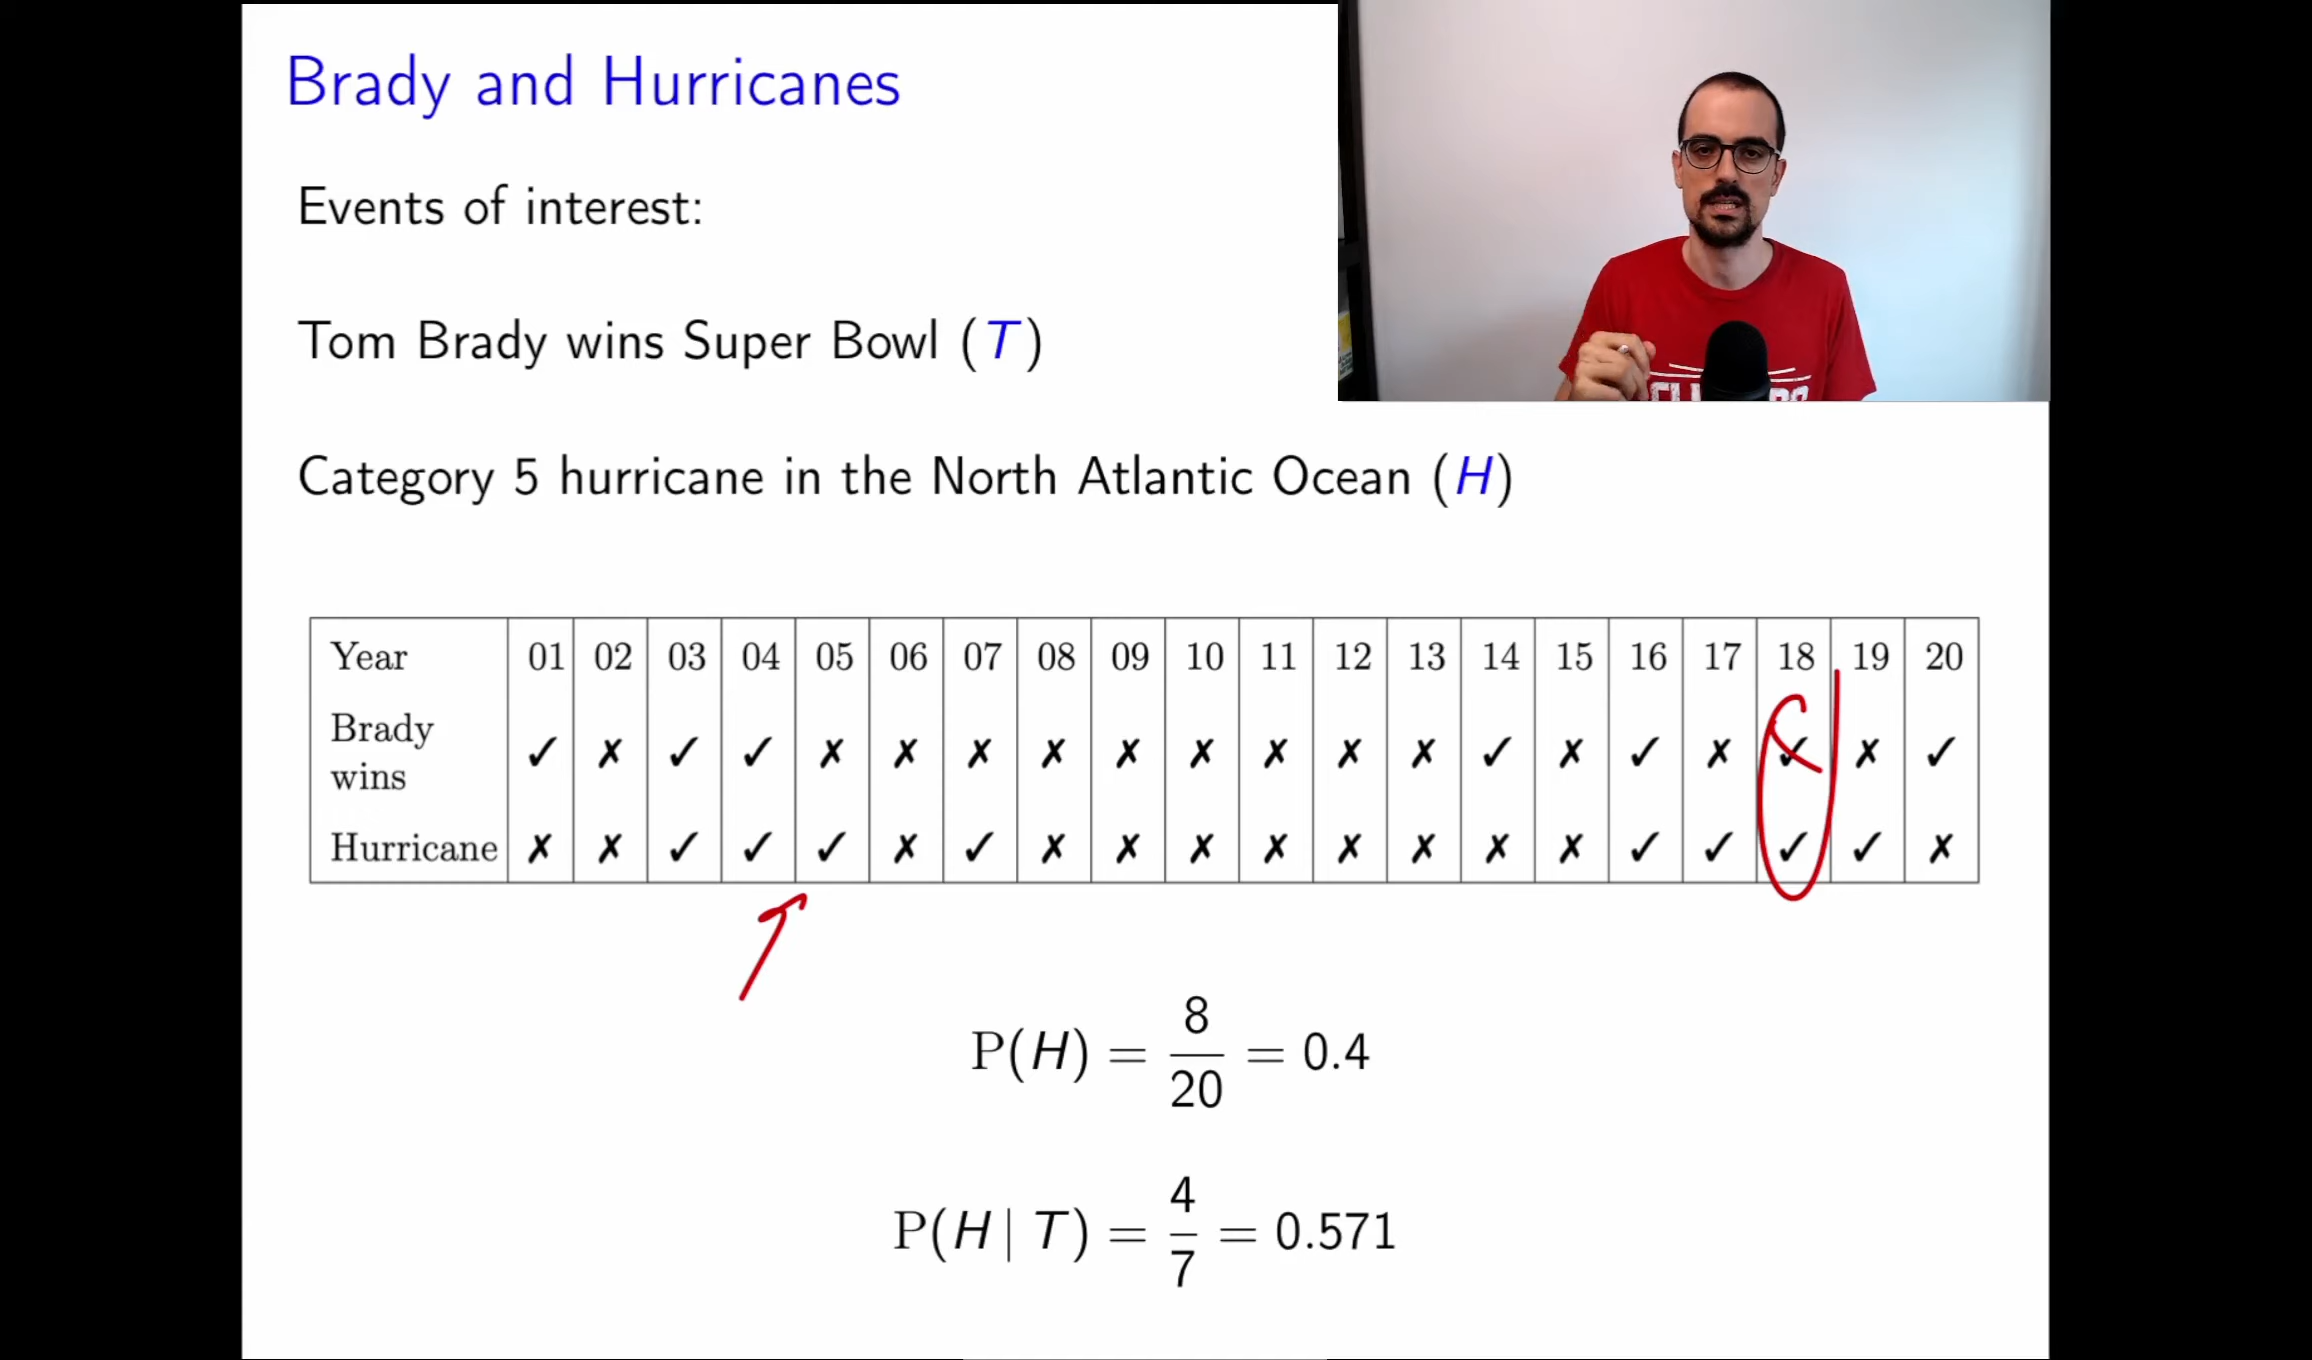 Brady and Hurricanes
Events of interest:
Tom Brady wins Super Bowl (T)
Category 5 hurricane in the North Atlantic Ocean (H)
Year 01 02 03 04 05 06 07 08 09 10 11 12 13 14 15 16 17 18 19 20
Brady wins ✓ ✗ ✓ ✓ ✗ ✗ ✗ ✗ ✗ ✗ ✗ ✗ ✗ ✓ ✗ ✓ ✗ ✓ ✗ ✓
Hurricane ✗ ✗ ✓ ✓ ✓ ✗ ✓ ✗ ✗ ✗ ✗ ✗ ✗ ✗ ✗ ✓ ✓ ✓ ✓ ✗
P(H) = 8/20 = 0.4
P(H | T) = 4/7 = 0.571